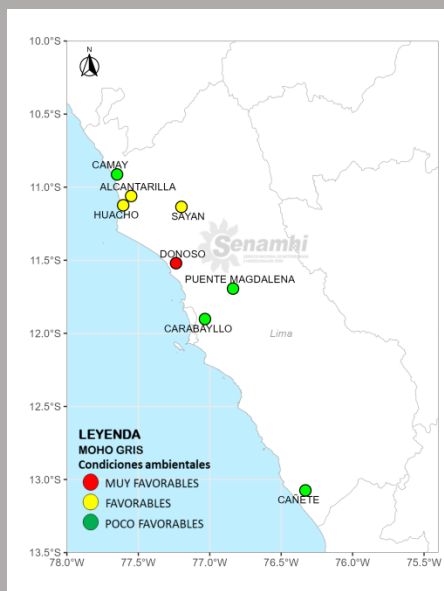 10.0°S
N
10.5°S
CAMAY
11.0°S
ALCANTARILLA
HUACHO
SAYAN
Senamhi
11.5°S
DONOSO
PUENTE MAGDALENA
12.0°S
CARABAYLLO
Lima
12.5°S
LEYENDA
MOHO GRIS
Condiciones ambientales
MUY FAVORABLES
FAVORABLES
POCO FAVORABLES
13.0°S
CAÑETE
13.5°S
78.0°W
77.5°W
77.0°W
76.5°W
76.0°W
75.5°W